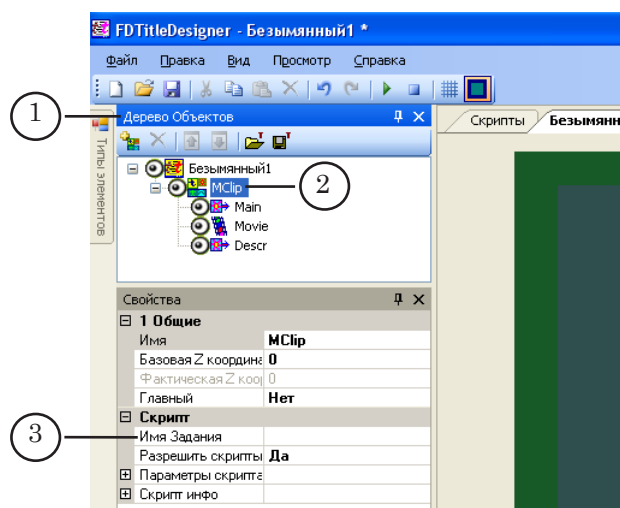 FDTitleDesigner - Безымянный1 *
Файл Правка Вид Просмотр Справка
1
Дерево Объектов
Скрипты
Безымянн
Типы элементов
Безымянный1
MClip
2
Main
Movie
Descr
Свойства
1 Общие
Имя MClip
Базовая Z координа 0
Фактическая Z коор 0
Главный Нет
Скрипт
3
Имя Задания
Разрешить скрипты Да
Параметры скрипта
Скрипт инфо